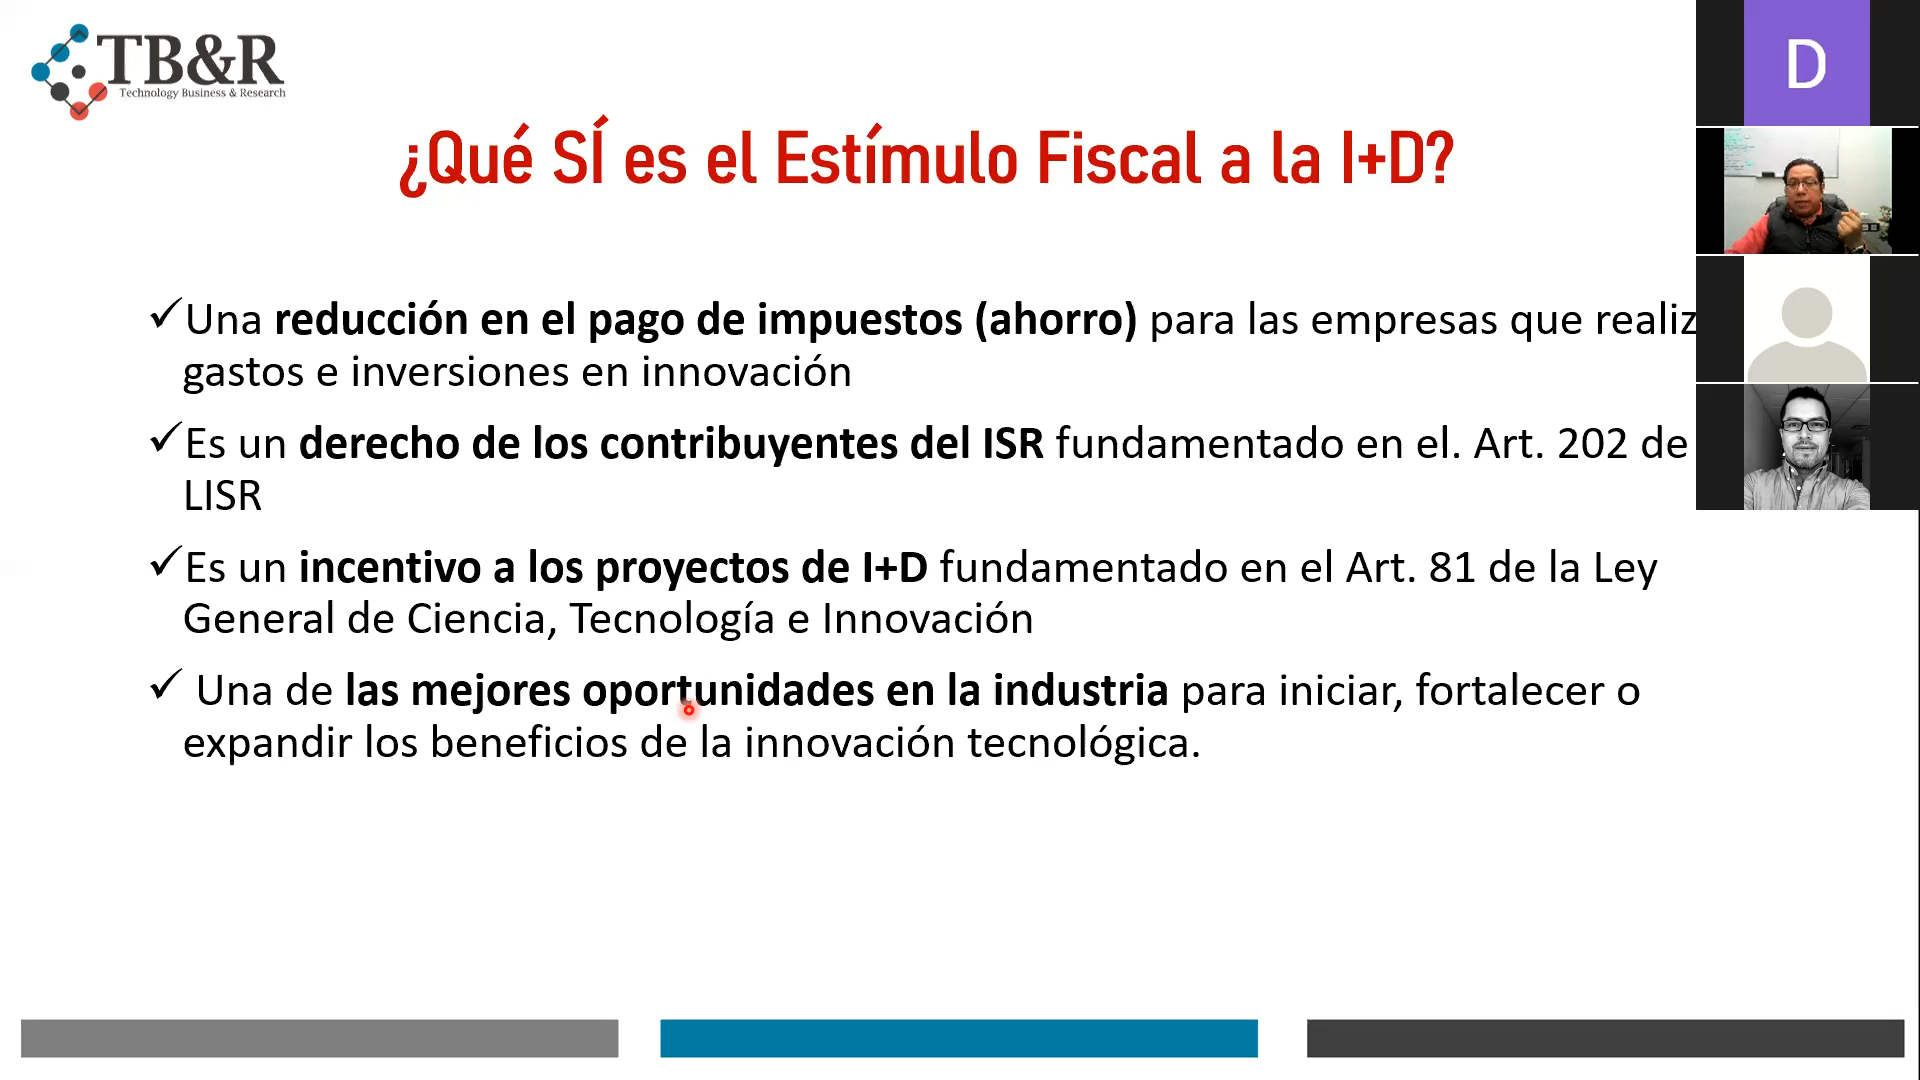 TB&R
Technology Business & Research
¿Qué SÍ es el Estímulo Fiscal a la I+D?
✓Una reducción en el pago de impuestos (ahorro) para las empresas que realiz
gastos e inversiones en innovación
✓Es un derecho de los contribuyentes del ISR fundamentado en el. Art. 202 de
LISR
✓Es un incentivo a los proyectos de I+D fundamentado en el Art. 81 de la Ley
General de Ciencia, Tecnología e Innovación
✓ Una de las mejores oportunidades en la industria para iniciar, fortalecer o
expandir los beneficios de la innovación tecnológica.
D